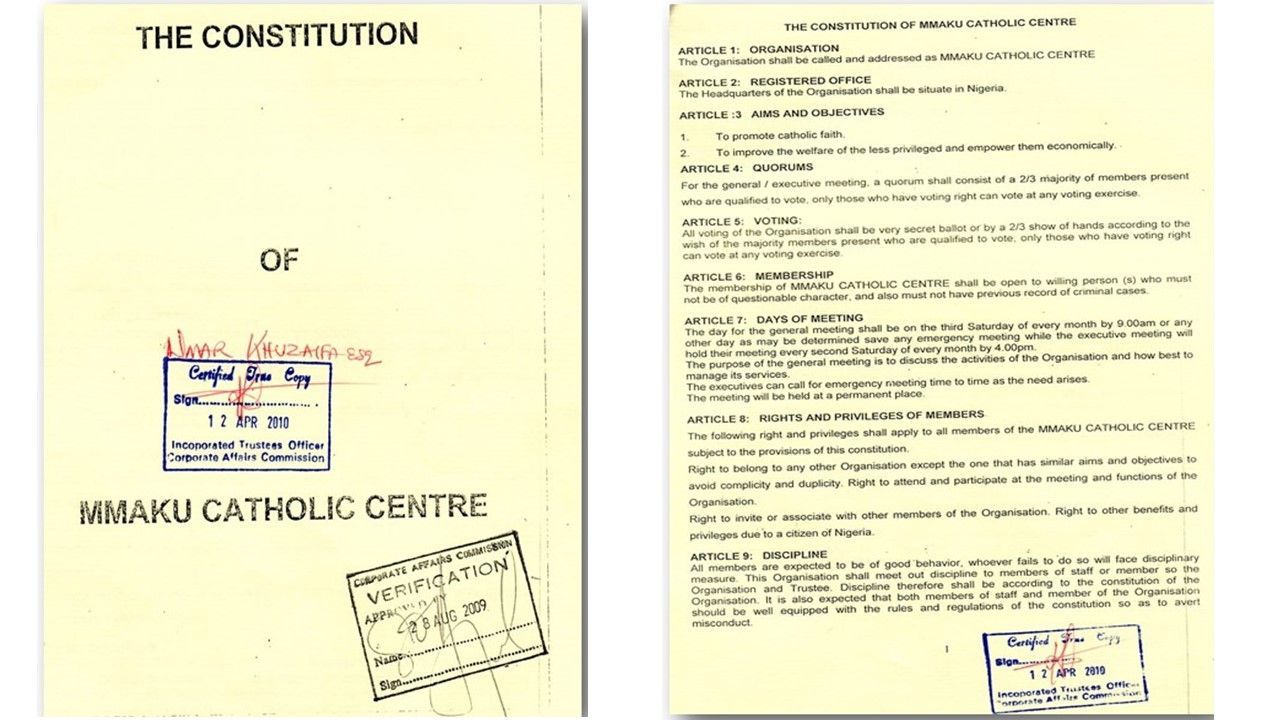 THE CONSTITUTION
OF
UMAR KHUZAIFA ESQ
Certified True Copy
Sign
12 APR 2010
Incoporated Trustees Officer
Corporate Affairs Commission
MMAKU CATHOLIC CENTRE
CORPORATE AFFAIRS COMMISSION
VERIFICATION
APPROVED BY
28 AUG 2009
Name
Sign
THE CONSTITUTION OF MMAKU CATHOLIC CENTRE
ARTICLE 1: ORGANISATION
The Organisation shall be called and addressed as MMAKU CATHOLIC CENTRE
ARTICLE 2: REGISTERED OFFICE
The Headquarters of the Organisation shall be situate in Nigeria.
ARTICLE :3 AIMS AND OBJECTIVES
1. To promote catholic faith.
2. To improve the welfare of the less privileged and empower them economically.
ARTICLE 4: QUORUMS
For the general / executive meeting, a quorum shall consist of a 2/3 majority of members present
who are qualified to vote, only those who have voting right can vote at any voting exercise.
ARTICLE 5: VOTING:
All voting of the Organisation shall be very secret ballot or by a 2/3 show of hands according to the
wish of the majority members present who are qualified to vote, only those who have voting right
can vote at any voting exercise.
ARTICLE 6: MEMBERSHIP
The membership of MMAKU CATHOLIC CENTRE shall be open to willing person (s) who must
not be of questionable character, and also must not have previous record of criminal cases.
ARTICLE 7: DAYS OF MEETING
The day for the general meeting shall be on the third Saturday of every month by 9.00am or any
other day as may be determined save any emergency meeting while the executive meeting will
hold their meeting every second Saturday of every month by 4.00pm.
The purpose of the general meeting is to discuss the activities of the Organisation and how best to
manage its services.
The executives can call for emergency meeting time to time as the need arises.
The meeting will be held at a permanent place.
ARTICLE 8: RIGHTS AND PRIVILEGES OF MEMBERS
The following right and privileges shall apply to all members of the MMAKU CATHOLIC CENTRE
subject to the provisions of this constitution.
Right to belong to any other Organisation except the one that has similar aims and objectives to
avoid complicity and duplicity. Right to attend and participate at the meeting and functions of the
Organisation.
Right to invite or associate with other members of the Organisation. Right to other benefits and
privileges due to a citizen of Nigeria.
ARTICLE 9: DISCIPLINE
All members are expected to be of good behavior, whoever fails to do so will face disciplinary
measure. This Organisation shall meet out discipline to members of staff or member so the
Organisation and Trustee. Discipline therefore shall be according to the constitution of the
Organisation. It is also expected that both members of staff and member of the Organisation
should be well equipped with the rules and regulations of the constitution so as to avert
misconduct.
1
Certified True Copy
Sign
12 APR 2010
Incoporated Trustees Officer
Corporate Affairs Commission